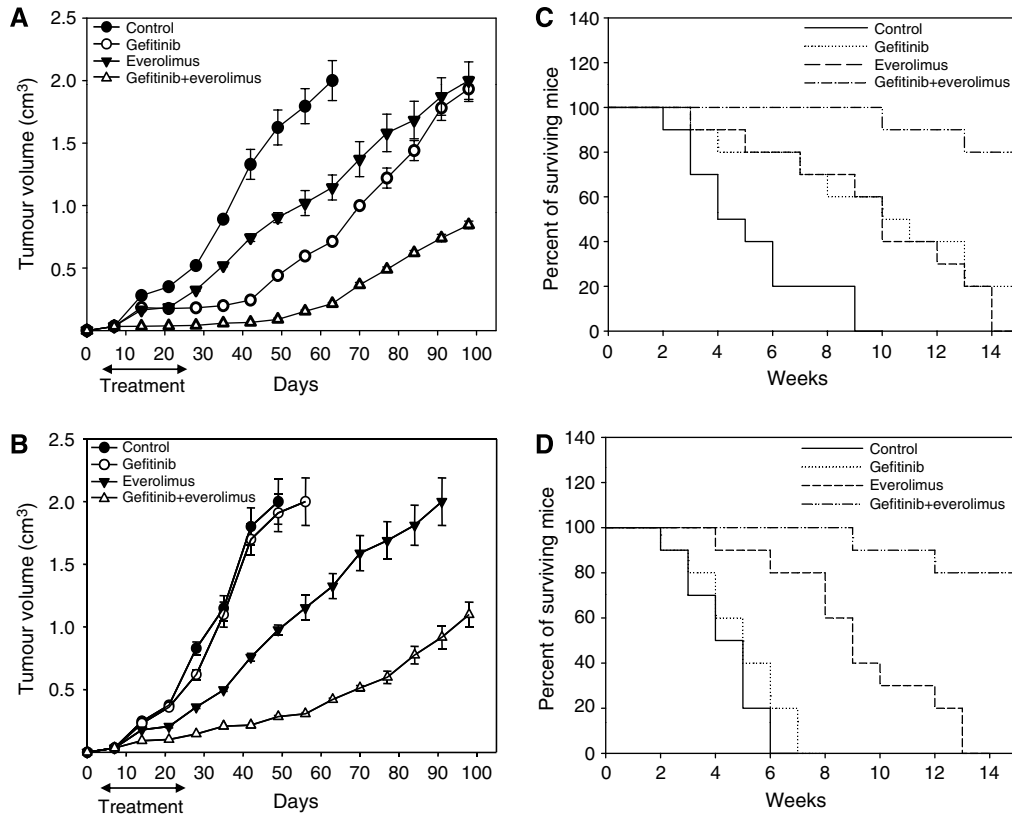 A
2.5
2.0
1.5
1.0
0.5
Tumour volume (cm3)
Control
Gefitinib
Everolimus
Gefitinib+everolimus
0 10 20 30 40 50 60 70 80 90 100
Treatment
Days
C
140
120
100
80
60
40
20
0
Percent of surviving mice
Control
Gefitinib
Everolimus
Gefitinib+everolimus
0 2 4 6 8 10 12 14
Weeks
B
2.5
2.0
1.5
1.0
0.5
Tumour volume (cm3)
Control
Gefitinib
Everolimus
Gefitinib+everolimus
0 10 20 30 40 50 60 70 80 90 100
Treatment
Days
D
140
120
100
80
60
40
20
0
Percent of surviving mice
Control
Gefitinib
Everolimus
Gefitinib+everolimus
0 2 4 6 8 10 12 14
Weeks